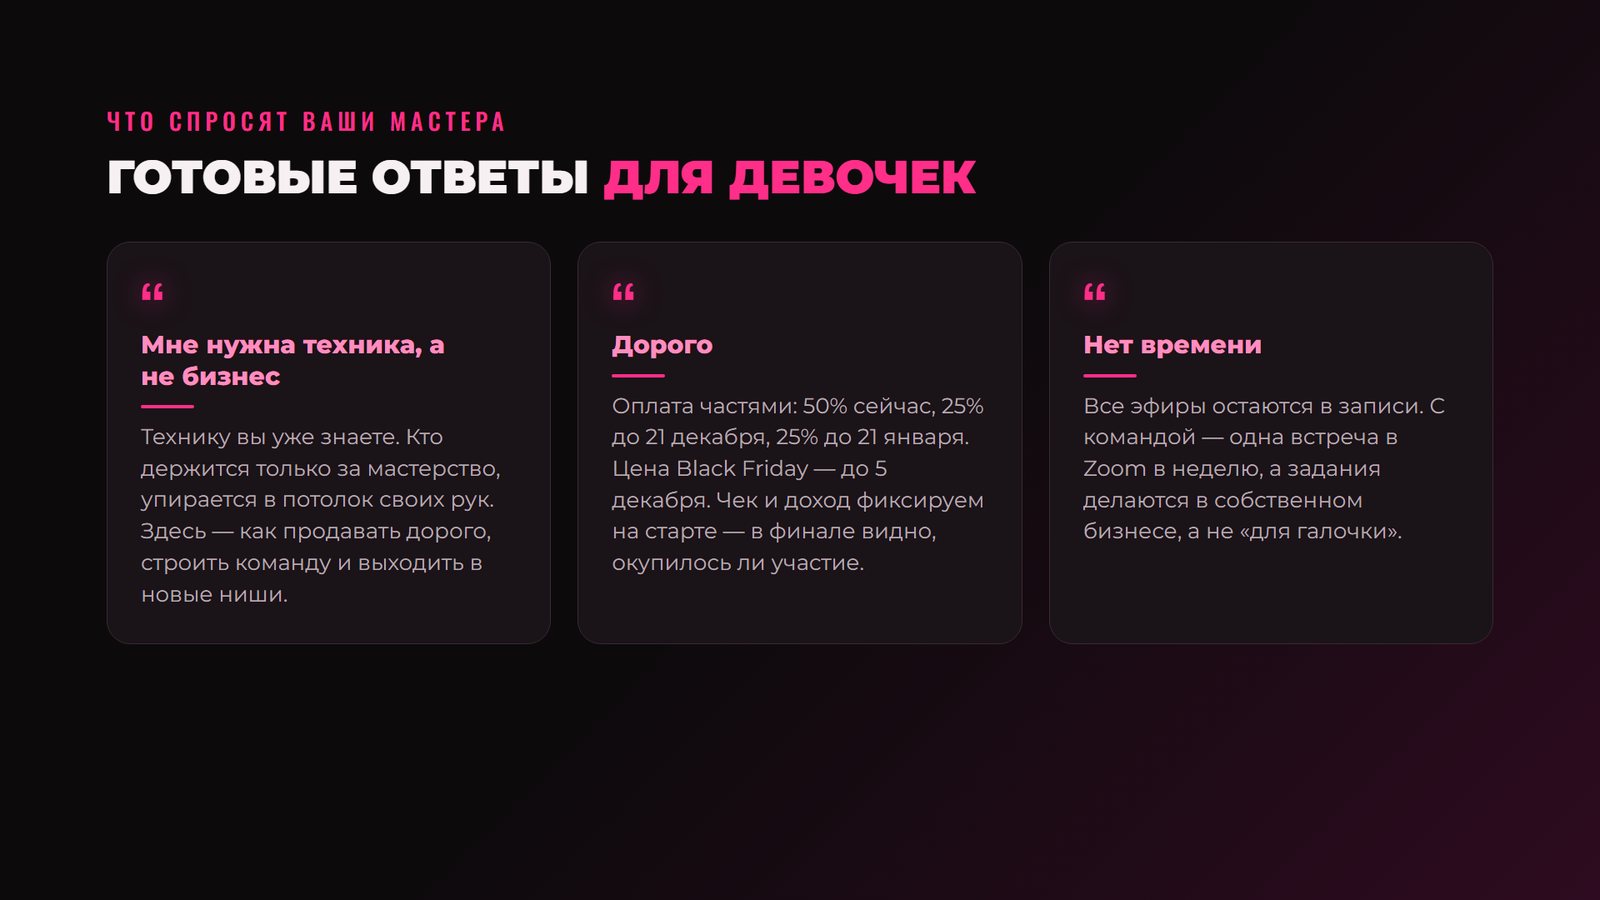 ЧТО СПРОСЯТ ВАШИ МАСТЕРА
ГОТОВЫЕ ОТВЕТЫ ДЛЯ ДЕВОЧЕК
“
Мне нужна техника, а
не бизнес
Технику вы уже знаете. Кто
держится только за мастерство,
упирается в потолок своих рук.
Здесь — как продавать дорого,
строить команду и выходить в
новые ниши.
“
Дорого
Оплата частями: 50% сейчас, 25%
до 21 декабря, 25% до 21 января.
Цена Black Friday — до 5
декабря. Чек и доход фиксируем
на старте — в финале видно,
окупилось ли участие.
“
Нет времени
Все эфиры остаются в записи. С
командой — одна встреча в
Zoom в неделю, а задания
делаются в собственном
бизнесе, а не «для галочки».